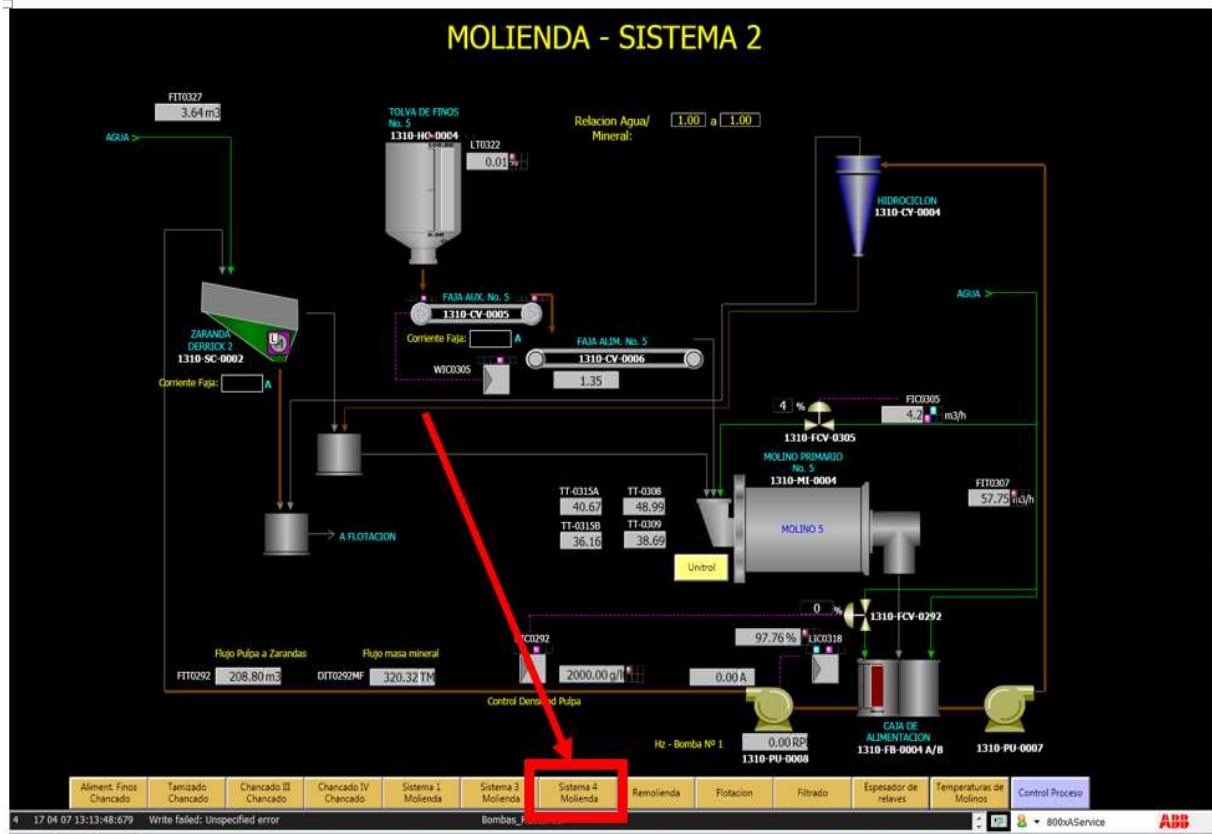 MOLIENDA - SISTEMA 2
FIT0327
3.64 m3
AGUA >
TOLVA DE FINOS
No. 5
1310-HC-0004
LT0322
0.01
Relacion Agua/
Mineral:
1.00 a 1.00
HIDROCICLON
1310-CY-0004
AGUA >
ZARANDA
DERRICK 2
1310-SC-0002
Corriente Faja: A
FAJA AUX. No. 5
1310-CV-0005
Corriente Faja: A
FAJA ALIM. No. 5
1310-CV-0006
WIC0305
1.35
4 %
FIC0305
4.2 m3/h
1310-FCV-0305
MOLINO PRIMARIO
No. 5
1310-MI-0004
FIT0307
57.75 m3/h
TT-0315A
40.67
TT-0308
48.99
TT-0315B
36.16
TT-0309
38.69
MOLINO 5
Unitrol
A FLOTACION
0 %
1310-FCV-0292
97.76 % LIC0318
Flujo Pulpa a Zarandas
FIT0292 208.80 m3
Flujo masa mineral
DIT0292MF 320.32 TM
2000.00 g/l
0.00 A
Control Densidad Pulpa
Hz - Bomba Nº 1
0.00 RP
1310-PU-0008
CAJA DE
ALIMENTACION
1310-FB-0004 A/B
1310-PU-0007
Aliment. Finos
Chancado
Tamizado
Chancado
Chancado III
Chancado
Chancado IV
Chancado
Sistema 1
Molienda
Sistema 3
Molienda
Sistema 4
Molienda
Remolienda
Flotacion
Filtrado
Espesador de
relaves
Temperaturas de
Molinos
Control Proceso
4 17 04 07 13:13:48:679 Write failed: Unspecified error
800xAService
ABB